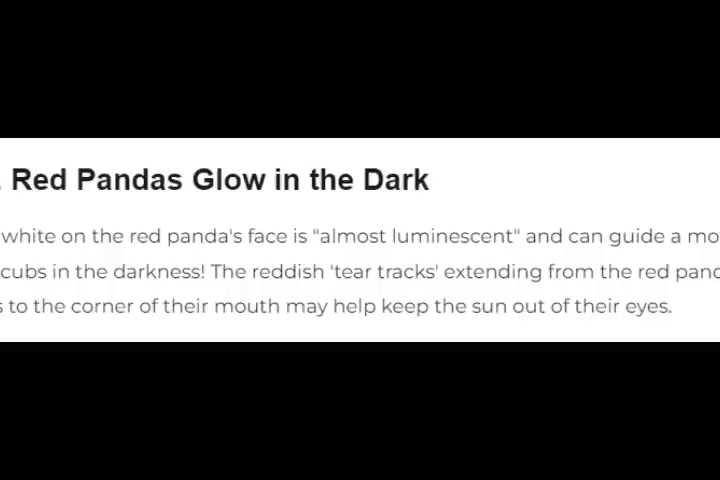 . Red Pandas Glow in the Dark
white on the red panda's face is "almost luminescent" and can guide a mo
cubs in the darkness! The reddish 'tear tracks' extending from the red pand
s to the corner of their mouth may help keep the sun out of their eyes.